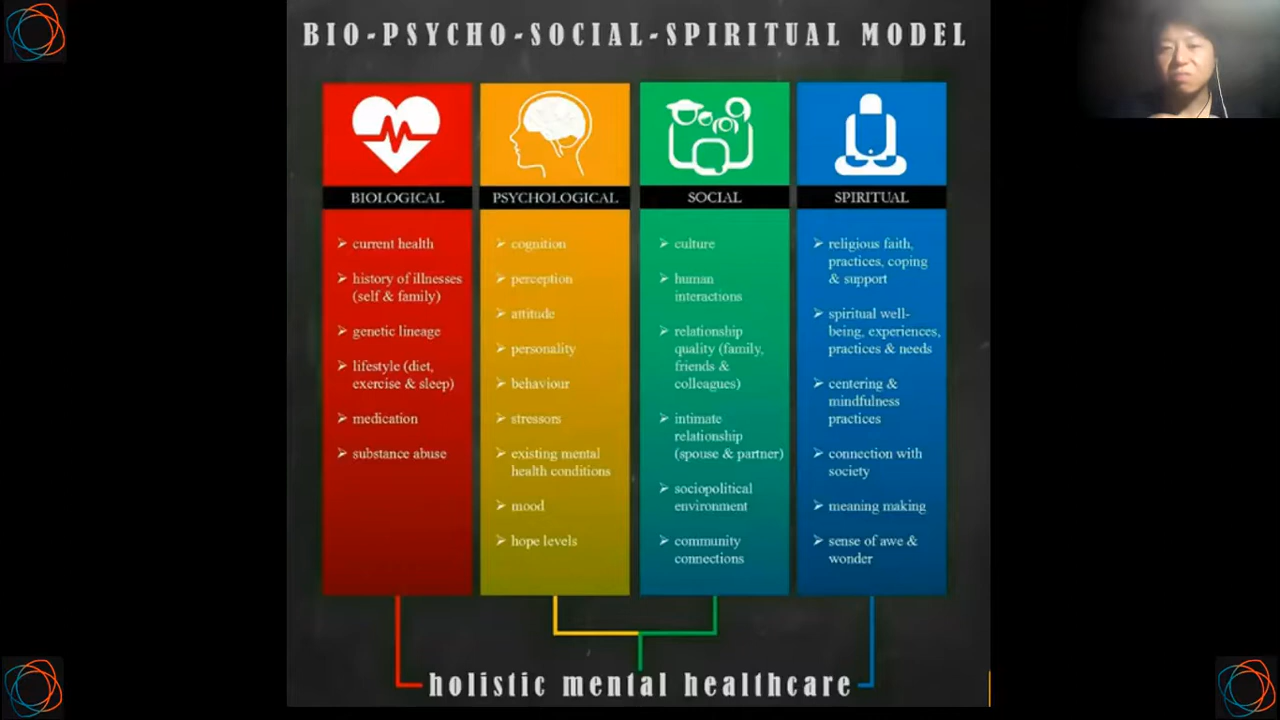 BIO-PSYCHO-SOCIAL-SPIRITUAL MODEL
BIOLOGICAL
current health
history of illnesses
(self & family)
genetic lineage
lifestyle (diet,
exercise & sleep)
medication
substance abuse
PSYCHOLOGICAL
cognition
perception
attitude
personality
behaviour
stressors
existing mental
health conditions
mood
hope levels
SOCIAL
culture
human
interactions
relationship
quality (family,
friends &
colleagues)
intimate
relationship
(spouse & partner)
sociopolitical
environment
community
connections
SPIRITUAL
religious faith,
practices, coping
& support
spiritual well-
being, experiences,
practices & needs
centering &
mindfulness
practices
connection with
society
meaning making
sense of awe &
wonder
holistic mental healthcare